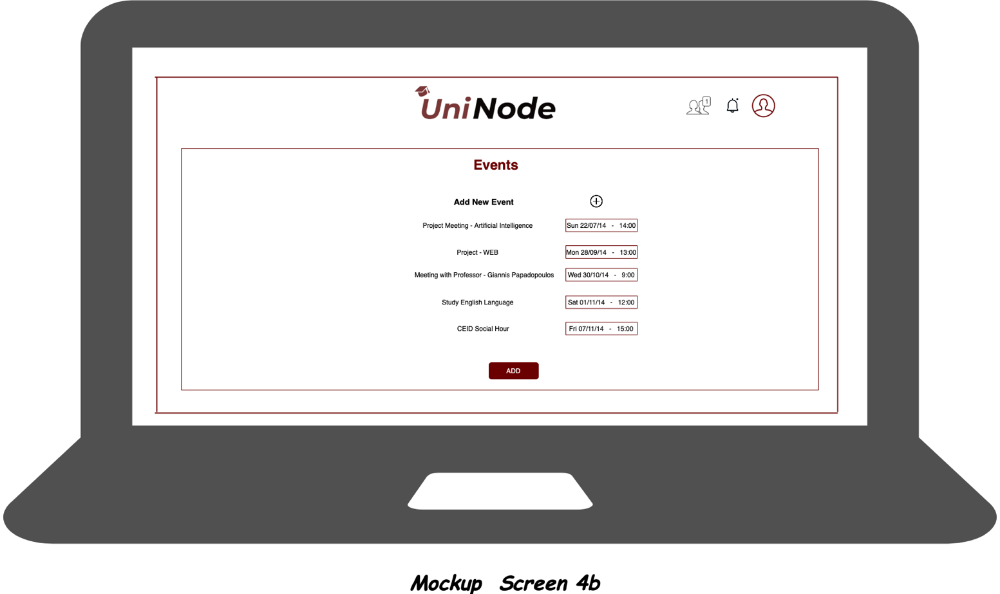 UniNode
1
Events
Add New Event
Project Meeting - Artificial Intelligence Sun 22/07/14 - 14:00
Project - WEB Mon 28/09/14 - 13:00
Meeting with Professor - Giannis Papadopoulos Wed 30/10/14 - 9:00
Study English Language Sat 01/11/14 - 12:00
CEID Social Hour Fri 07/11/14 - 15:00
ADD
Mockup Screen 4b